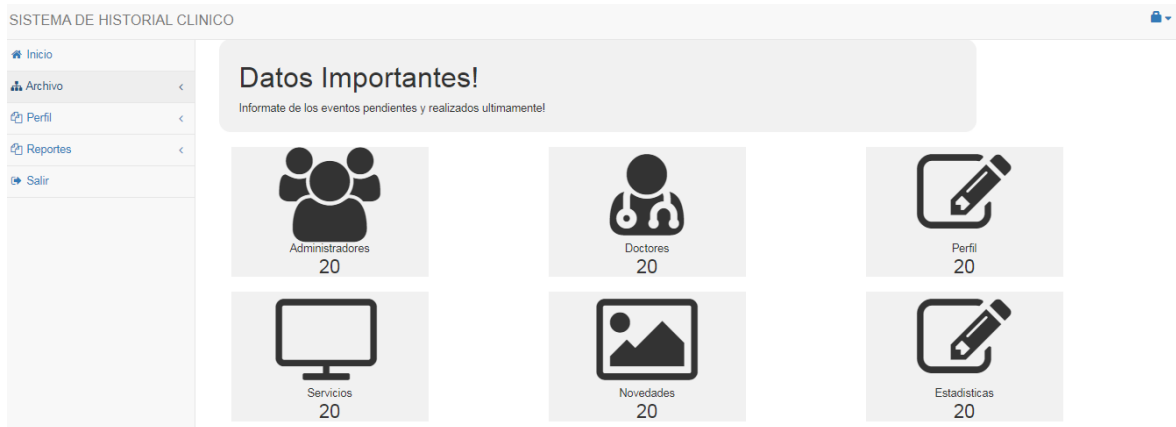 SISTEMA DE HISTORIAL CLINICO
Inicio
Archivo
Perfil
Reportes
Salir
Datos Importantes!
Informate de los eventos pendientes y realizados ultimamente!
Administradores
20
Doctores
20
Perfil
20
Servicios
20
Novedades
20
Estadisticas
20